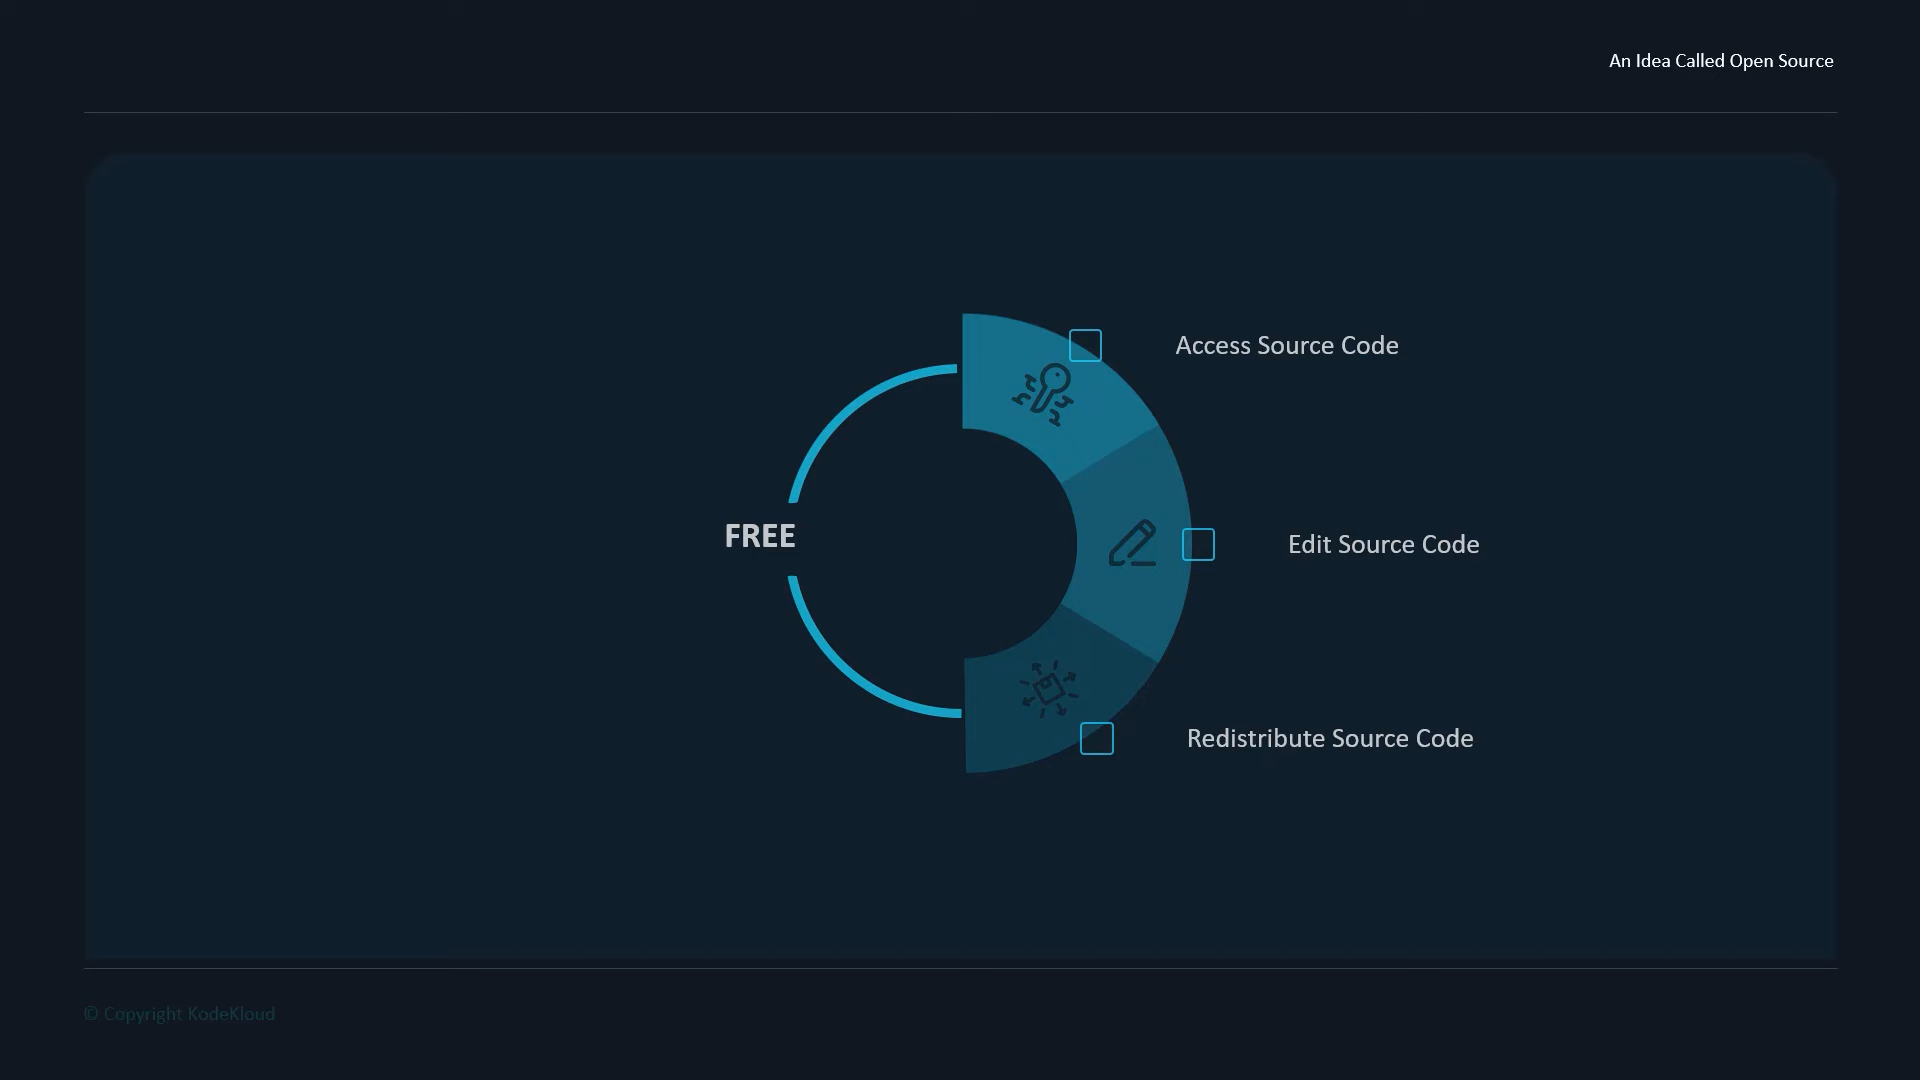 An Idea Called Open Source
Access Source Code
FREE
Edit Source Code
Redistribute Source Code
© Copyright KodeKloud